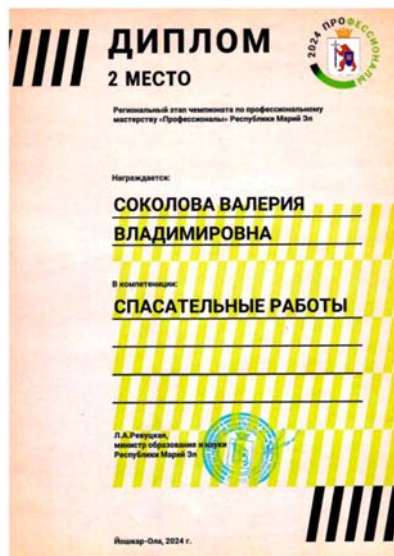 ДИПЛОМ
2 МЕСТО
2024 ПРОФЕССИОНАЛЫ
Региональный этап чемпионата по профессиональному
мастерству «Профессионалы» Республики Марий Эл
Награждается:
СОКОЛОВА ВАЛЕРИЯ
ВЛАДИМИРОВНА
В компетенции:
СПАСАТЕЛЬНЫЕ РАБОТЫ
Л.А.Ревуцкая,
министр образования и науки
Республики Марий Эл
Йошкар-Ола, 2024 г.